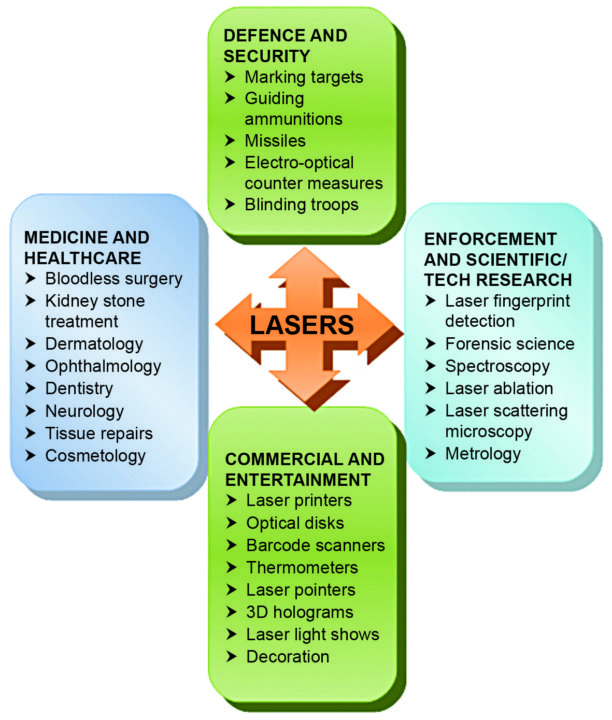 DEFENCE AND
SECURITY
➤ Marking targets
➤ Guiding
ammunitions
➤ Missiles
➤ Electro-optical
counter measures
➤ Blinding troops
MEDICINE AND
HEALTHCARE
➤ Bloodless surgery
➤ Kidney stone
treatment
➤ Dermatology
➤ Ophthalmology
➤ Dentistry
➤ Neurology
➤ Tissue repairs
➤ Cosmetology
LASERS
ENFORCEMENT
AND SCIENTIFIC/
TECH RESEARCH
➤ Laser fingerprint
detection
➤ Forensic science
➤ Spectroscopy
➤ Laser ablation
➤ Laser scattering
microscopy
➤ Metrology
COMMERCIAL AND
ENTERTAINMENT
➤ Laser printers
➤ Optical disks
➤ Barcode scanners
➤ Thermometers
➤ Laser pointers
➤ 3D holograms
➤ Laser light shows
➤ Decoration